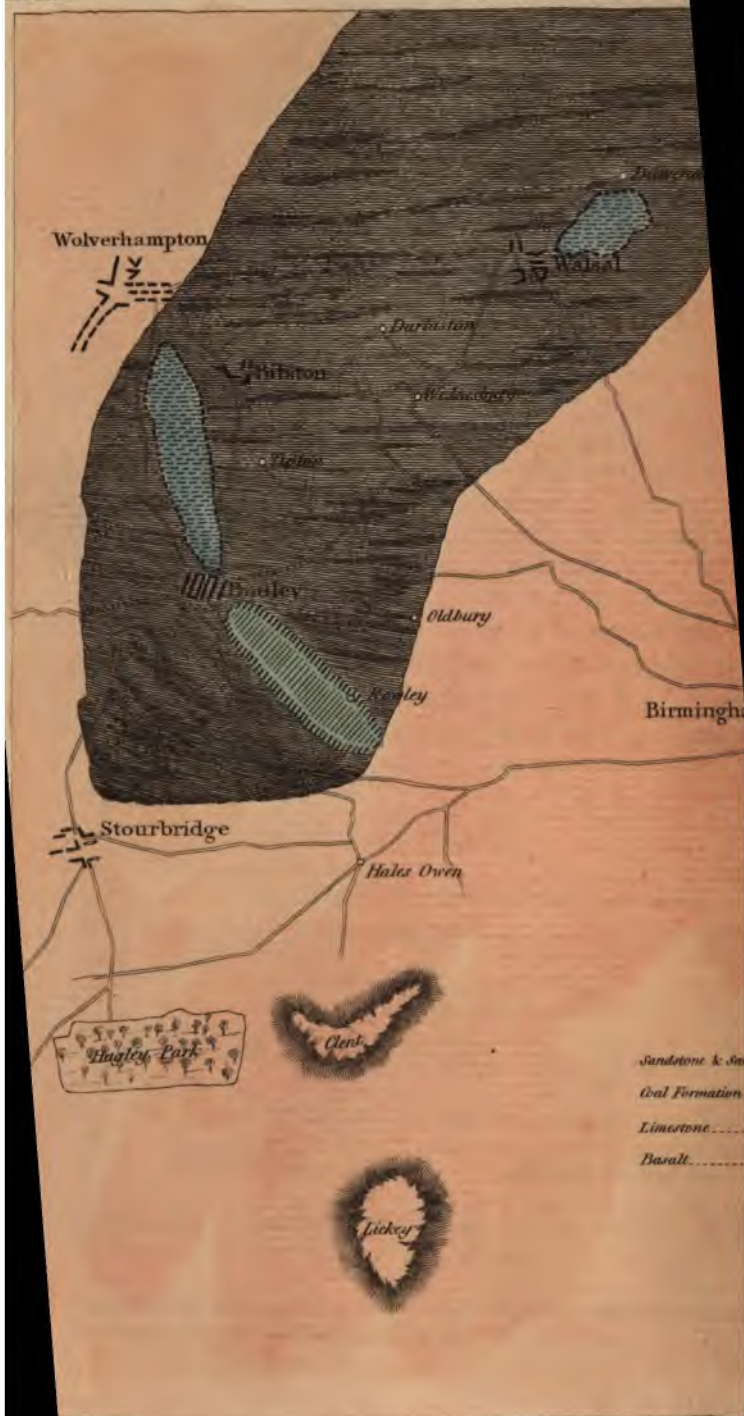 Wolverhampton
Walsal
Darlaston
Bilston
Wednesbury
Tipton
Dudley
Oldbury
Rowley
Birmingha
Stourbridge
Hales Owen
Hagley Park
Clent
Sandstone &
Coal Formation
Limestone
Basalt
Lickey